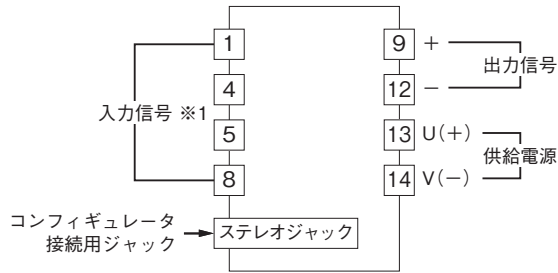 1
4
5
8
入力信号 ※1
9 +
12 −
出力信号
13 U(+)
14 V(−)
供給電源
コンフィギュレータ
接続用ジャック
ステレオジャック